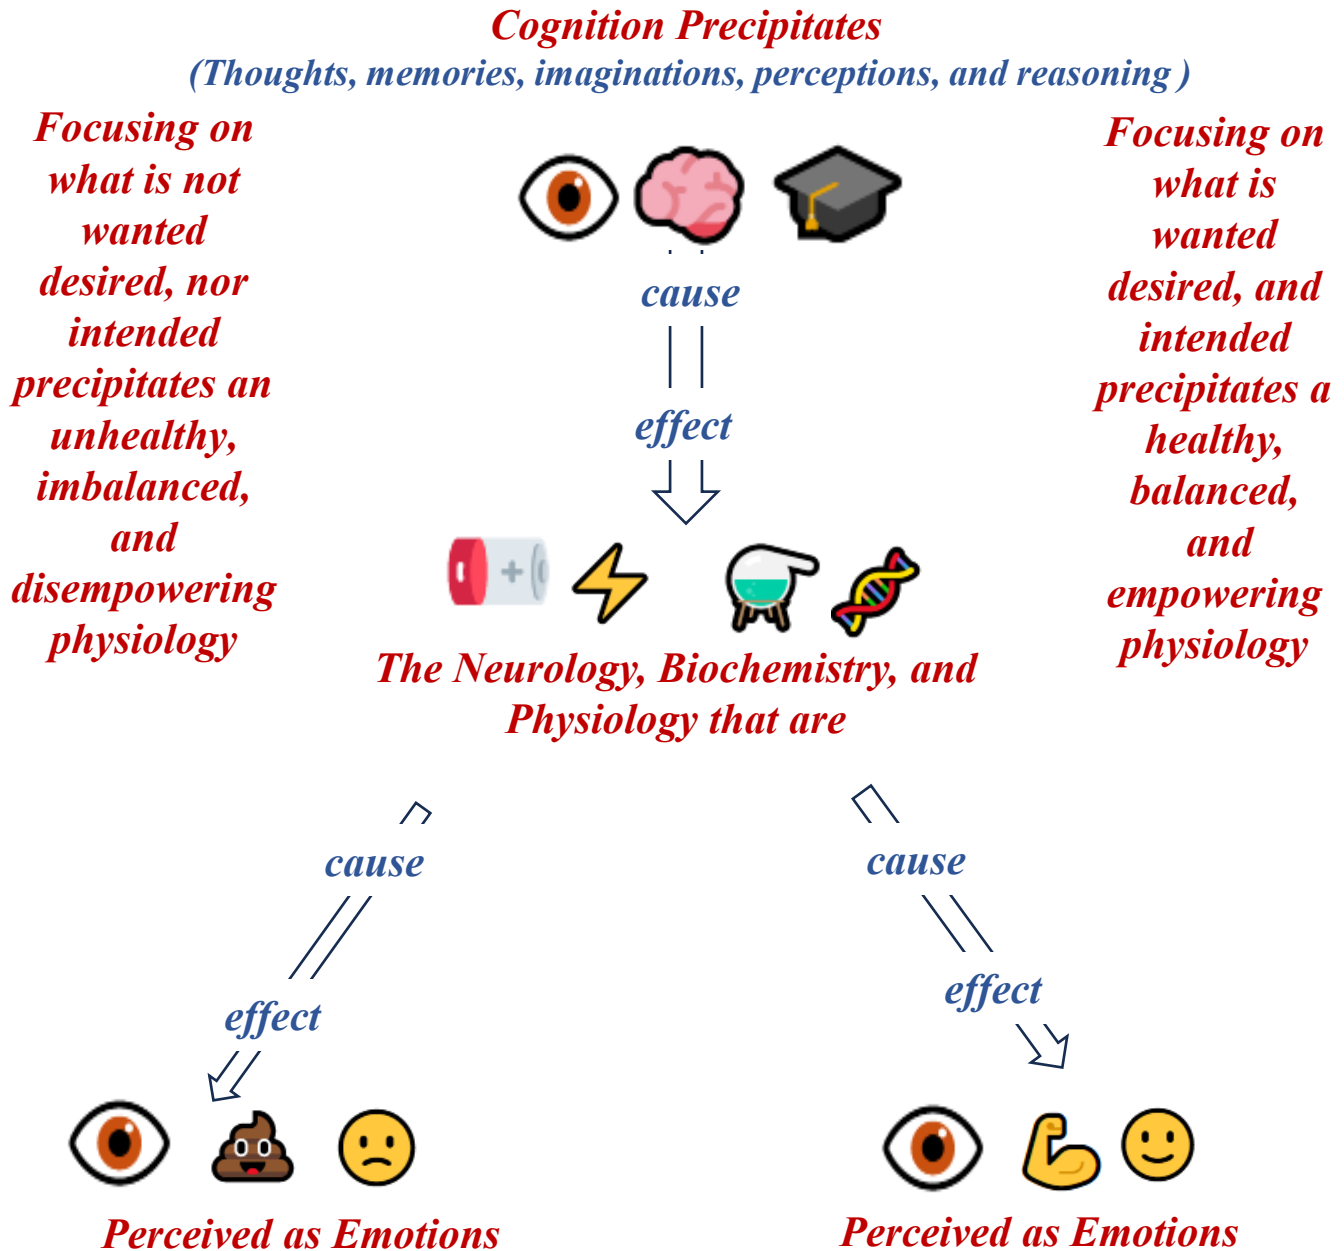 Cognition Precipitates
(Thoughts, memories, imaginations, perceptions, and reasoning )
Focusing on
what is not
wanted
desired, nor
intended
precipitates an
unhealthy,
imbalanced,
and
disempowering
physiology
cause
effect
Focusing on
what is
wanted
desired, and
intended
precipitates a
healthy,
balanced,
and
empowering
physiology
The Neurology, Biochemistry, and
Physiology that are
cause
effect
cause
effect
Perceived as Emotions
Perceived as Emotions